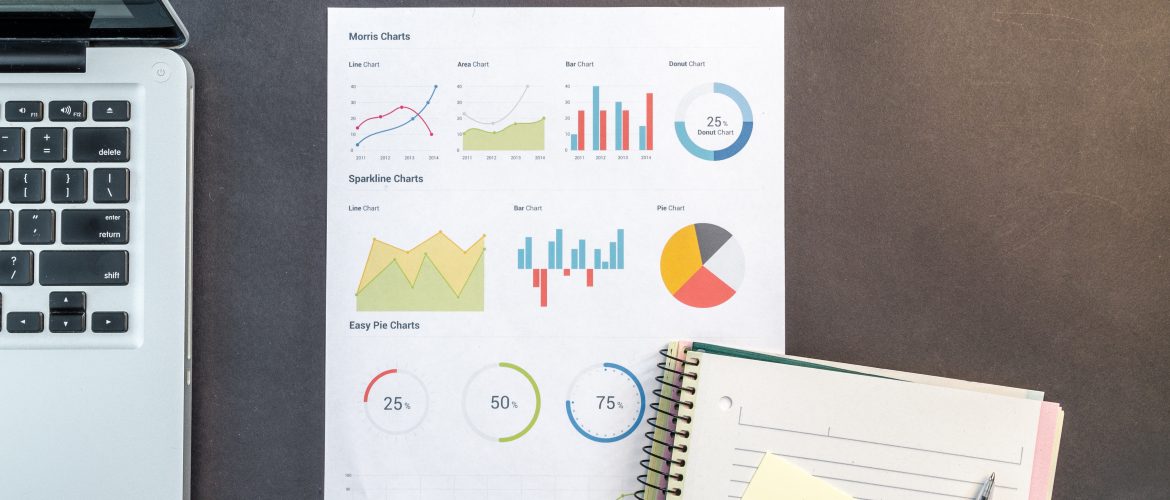 Morris Charts
Line Chart
Area Chart
Bar Chart
Donut Chart
40
30
20
10
0
2011 2012 2013 2014
40
30
20
10
0
2011 2012 2013 2014
40
30
20
10
0
2011 2012 2013 2014
25%
Donut Chart
Sparkline Charts
Line Chart
Bar Chart
Pie Chart
Easy Pie Charts
25%
50%
75%
100
90
F11
F12
-
+
=
delete
{
[
}
]
|
\
"
'
enter
return
?
/
shift